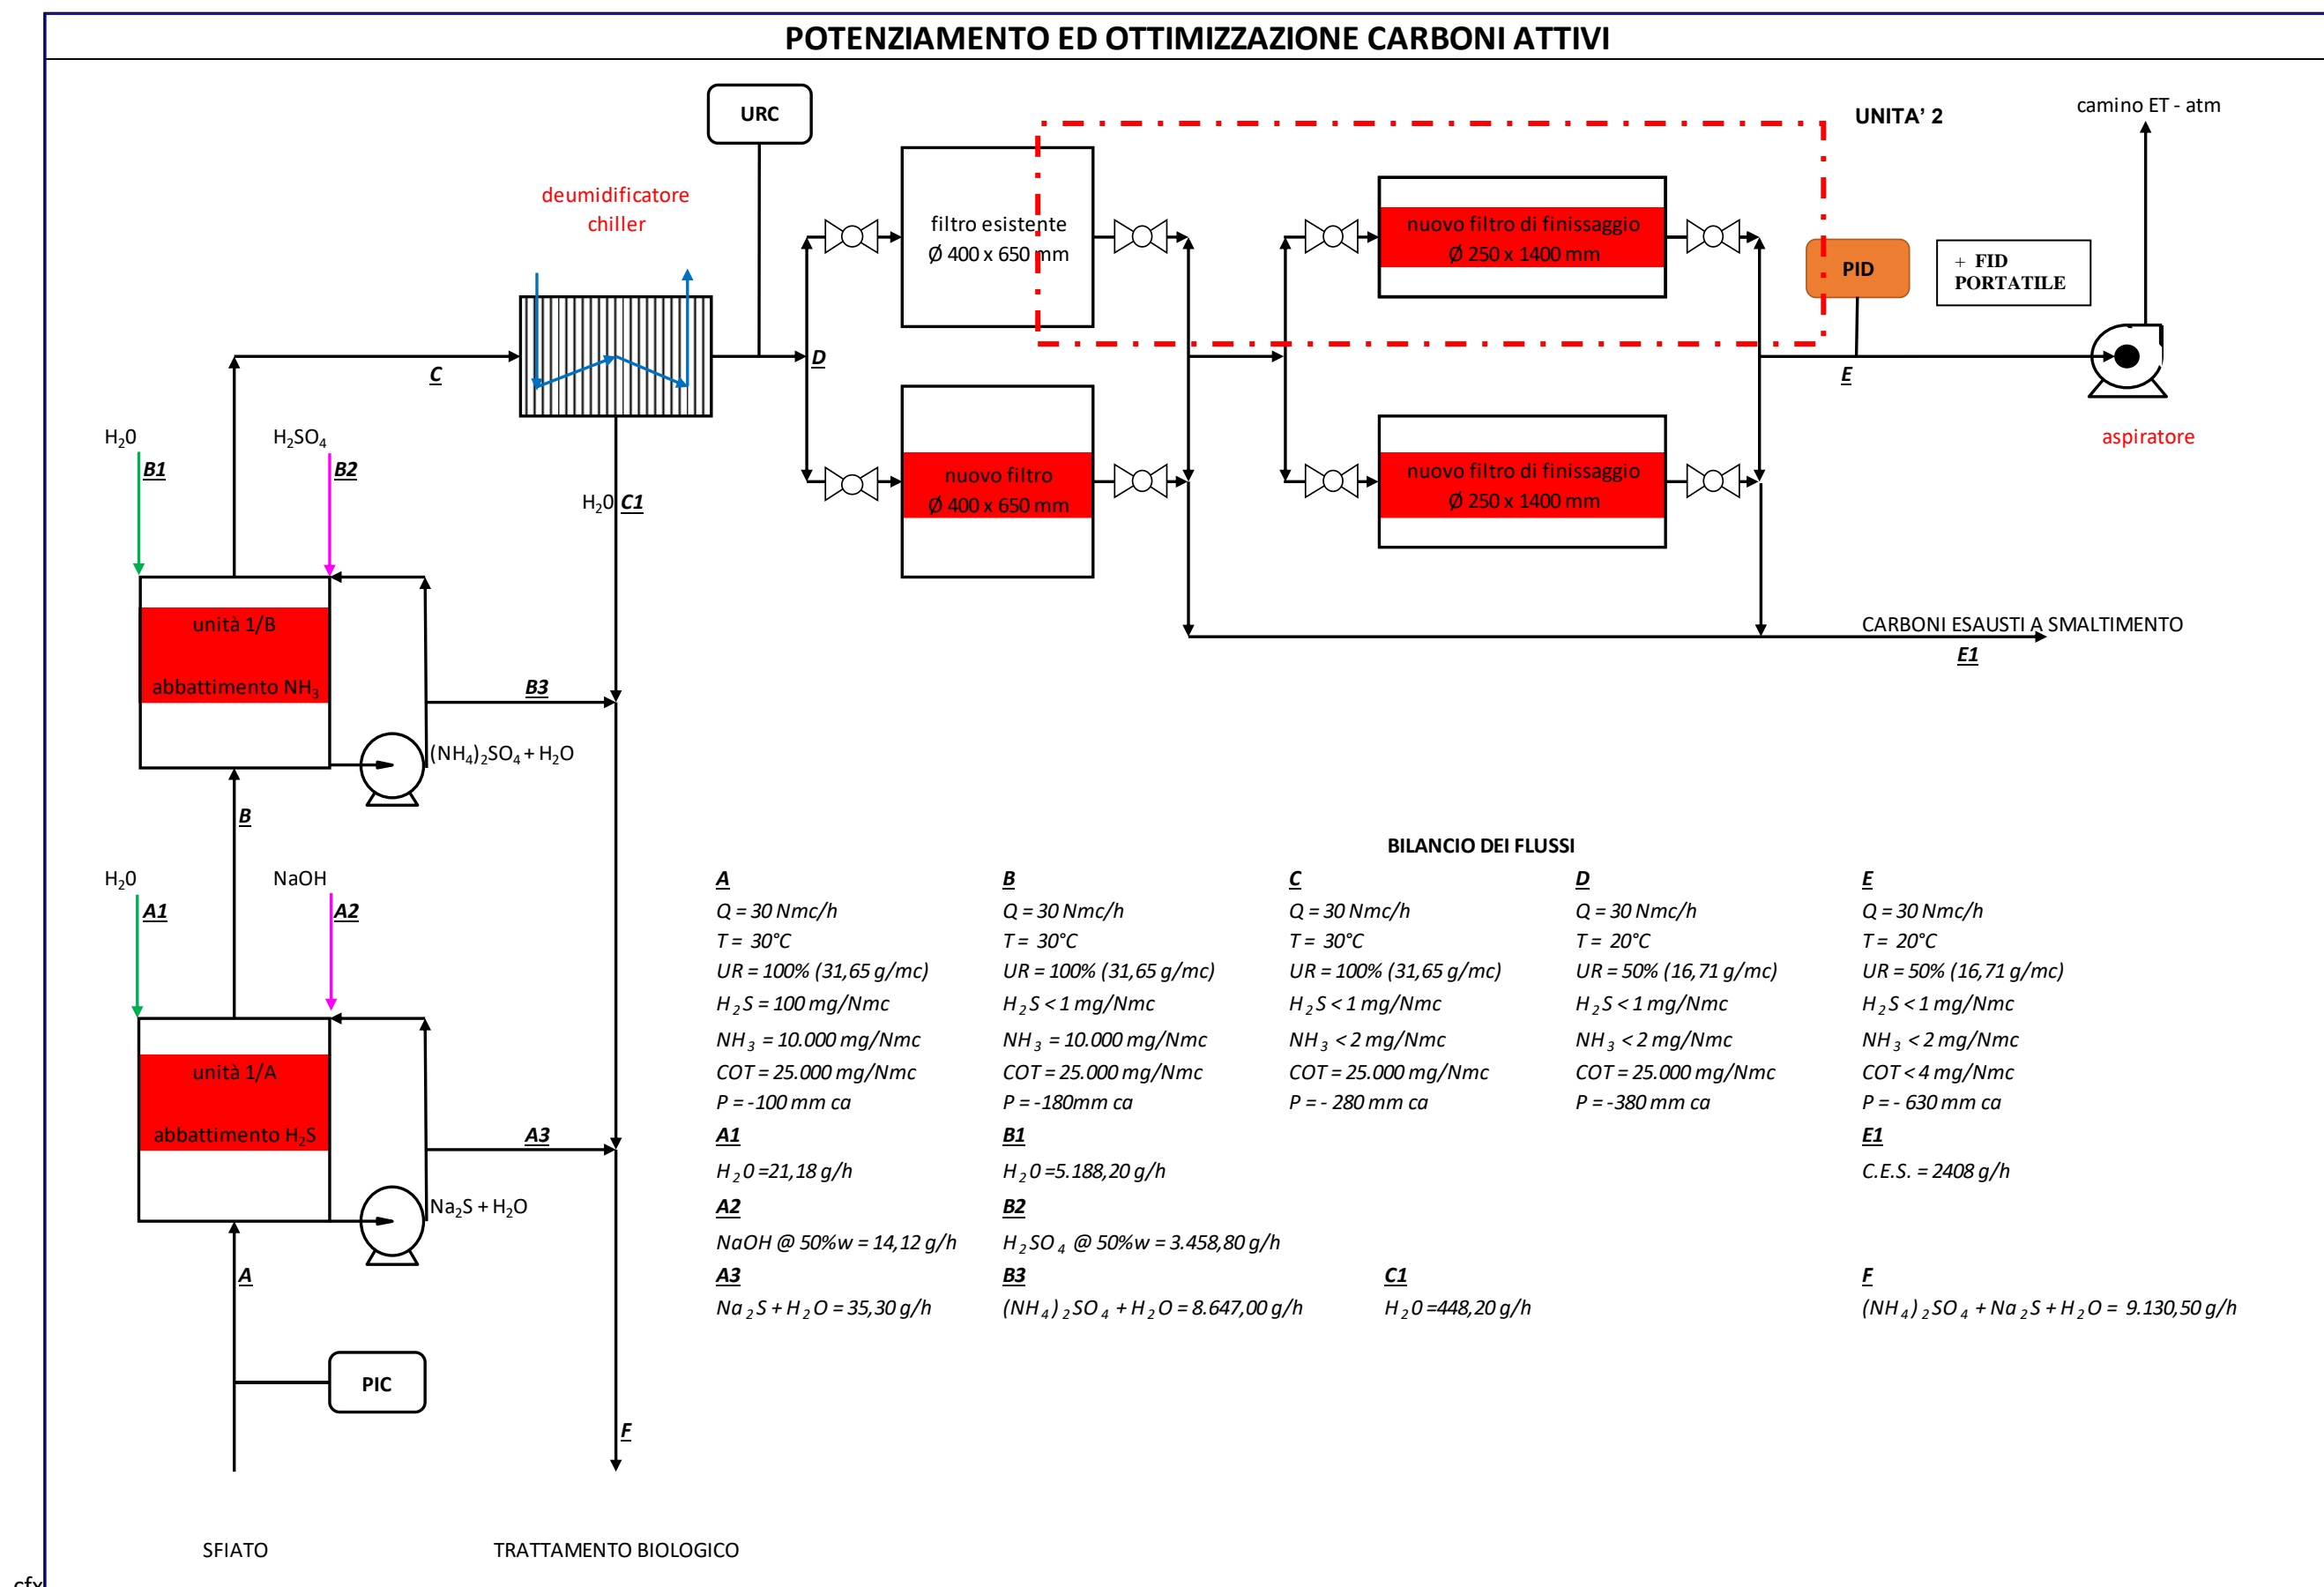 POTENZIAMENTO ED OTTIMIZZAZIONE CARBONI ATTIVI
URC
UNITA' 2
camino ET - atm
deumidificatore
chiller
filtro esistente
Ø 400 x 650 mm
nuovo filtro di finissaggio
Ø 250 x 1400 mm
PID
+ FID
PORTATILE
C
D
E
aspiratore
H₂0
B1
H₂SO₄
B2
H₂0 C1
nuovo filtro
Ø 400 x 650 mm
nuovo filtro di finissaggio
Ø 250 x 1400 mm
unità 1/B
abbattimento NH₃
B3
(NH₄)₂SO₄ + H₂O
CARBONI ESAUSTI A SMALTIMENTO
E1
B
H₂0
A1
NaOH
A2
unità 1/A
abbattimento H₂S
A3
Na₂S + H₂O
A
PIC
F
SFIATO
TRATTAMENTO BIOLOGICO
BILANCIO DEI FLUSSI
A
Q = 30 Nmc/h
T = 30°C
UR = 100% (31,65 g/mc)
H₂S = 100 mg/Nmc
NH₃ = 10.000 mg/Nmc
COT = 25.000 mg/Nmc
P = -100 mm ca
A1
H₂0 =21,18 g/h
A2
NaOH @ 50%w = 14,12 g/h
A3
Na₂S + H₂O = 35,30 g/h
B
Q = 30 Nmc/h
T = 30°C
UR = 100% (31,65 g/mc)
H₂S < 1 mg/Nmc
NH₃ = 10.000 mg/Nmc
COT = 25.000 mg/Nmc
P = -180mm ca
B1
H₂0 =5.188,20 g/h
B2
H₂SO₄ @ 50%w = 3.458,80 g/h
B3
(NH₄)₂SO₄ + H₂O = 8.647,00 g/h
C
Q = 30 Nmc/h
T = 30°C
UR = 100% (31,65 g/mc)
H₂S < 1 mg/Nmc
NH₃ < 2 mg/Nmc
COT = 25.000 mg/Nmc
P = - 280 mm ca
C1
H₂0 =448,20 g/h
D
Q = 30 Nmc/h
T = 20°C
UR = 50% (16,71 g/mc)
H₂S < 1 mg/Nmc
NH₃ < 2 mg/Nmc
COT = 25.000 mg/Nmc
P = -380 mm ca
E
Q = 30 Nmc/h
T = 20°C
UR = 50% (16,71 g/mc)
H₂S < 1 mg/Nmc
NH₃ < 2 mg/Nmc
COT < 4 mg/Nmc
P = - 630 mm ca
E1
C.E.S. = 2408 g/h
F
(NH₄)₂SO₄ + Na₂S + H₂O = 9.130,50 g/h